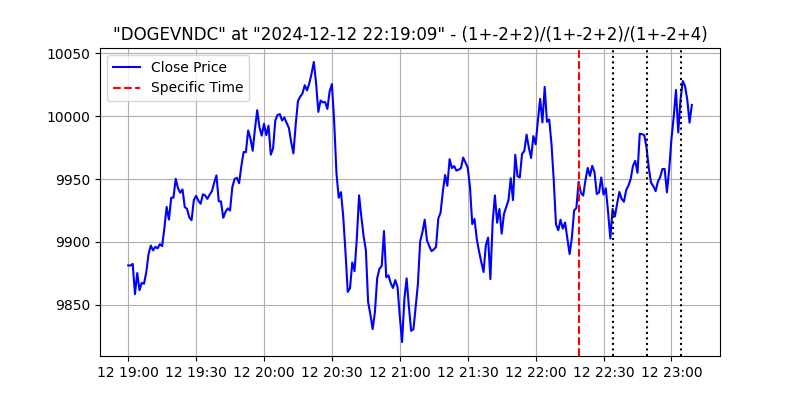 "DOGEVNDC" at "2024-12-12 22:19:09" - (1+-2+2)/(1+-2+2)/(1+-2+4)
Close Price
Specific Time
10050
10000
9950
9900
9850
12 19:00 12 19:30 12 20:00 12 20:30 12 21:00 12 21:30 12 22:00 12 22:30 12 23:00